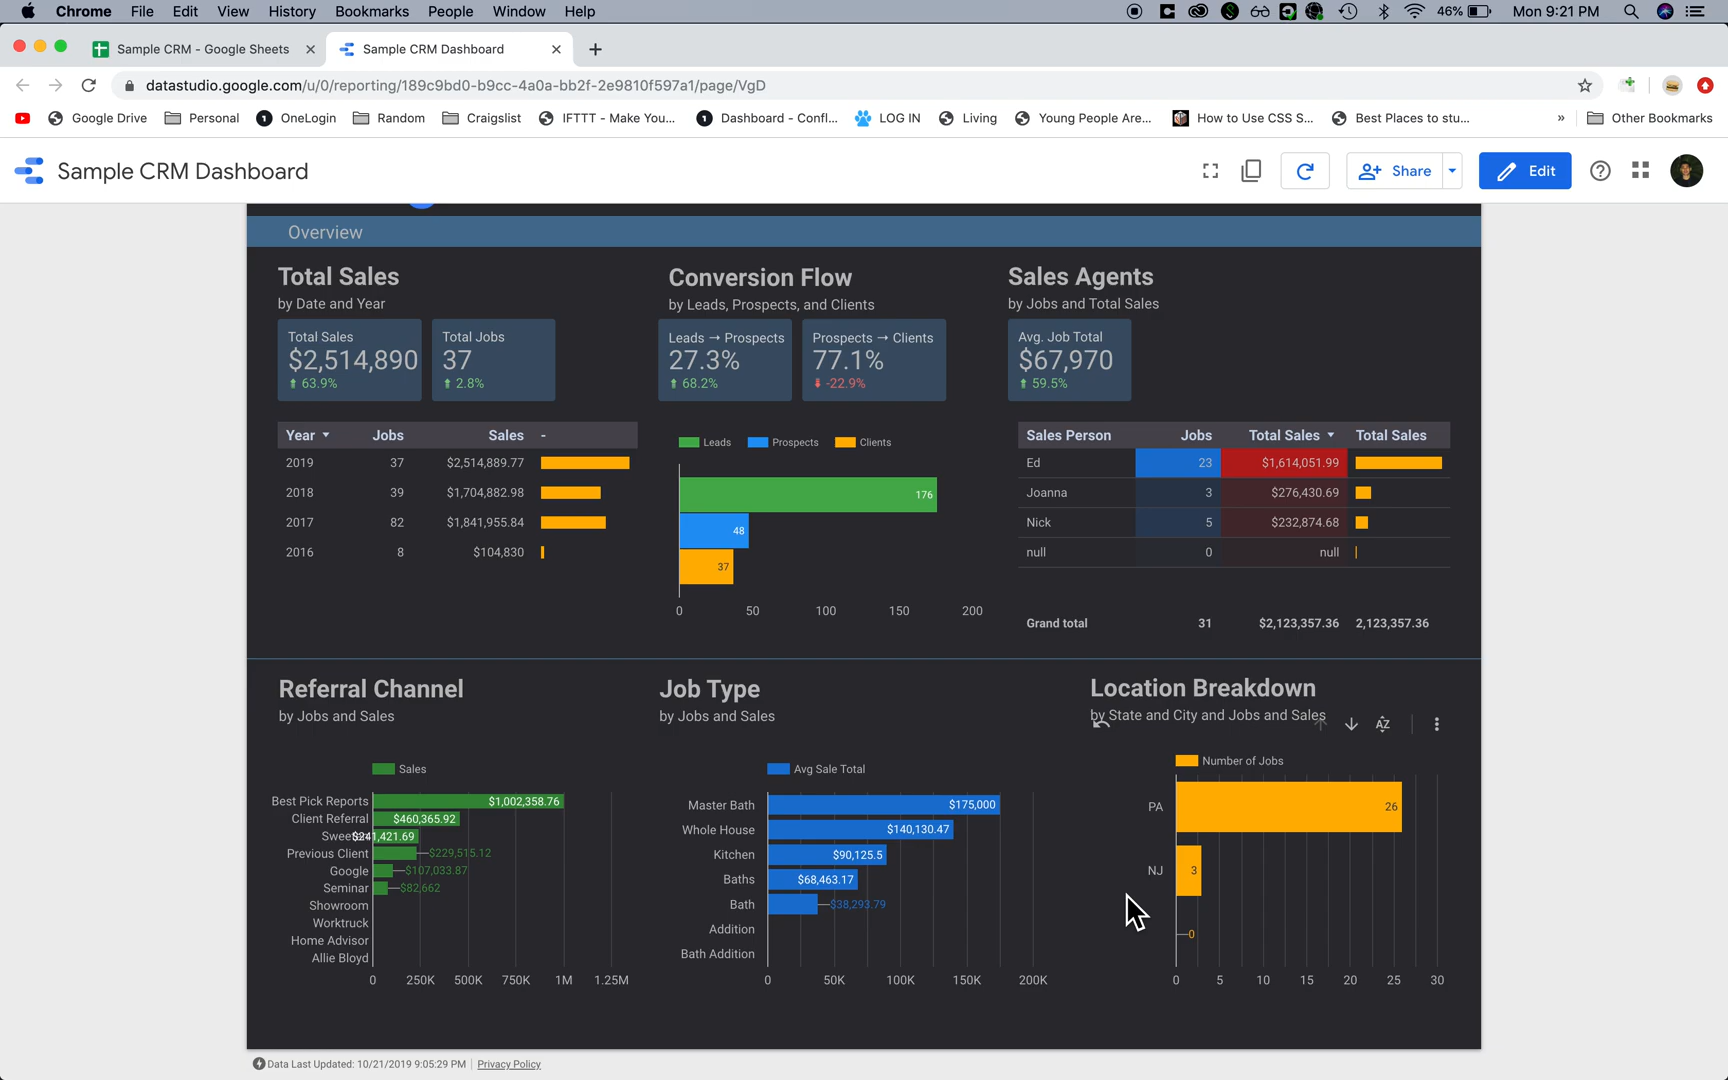 Chrome File Edit View History Bookmarks People Window Help 46% Mon 9:21 PM
Sample CRM - Google Sheets Sample CRM Dashboard
datastudio.google.com/u/0/reporting/189c9bd0-b9cc-4a0a-bb2f-2e9810f597a1/page/VgD
Google Drive Personal OneLogin Random Craigslist IFTTT - Make You... Dashboard - Confl... LOG IN Living Young People Are... How to Use CSS S... Best Places to stu... » Other Bookmarks
Sample CRM Dashboard Share Edit
Overview
Total Sales
by Date and Year
Total Sales
$2,514,890
63.9%
Total Jobs
37
2.8%
Year Jobs Sales -
2019 37 $2,514,889.77
2018 39 $1,704,882.98
2017 82 $1,841,955.84
2016 8 $104,830
Conversion Flow
by Leads, Prospects, and Clients
Leads → Prospects
27.3%
68.2%
Prospects → Clients
77.1%
-22.9%
Leads Prospects Clients
176
48
37
0 50 100 150 200
Sales Agents
by Jobs and Total Sales
Avg. Job Total
$67,970
59.5%
Sales Person Jobs Total Sales Total Sales
Ed 23 $1,614,051.99
Joanna 3 $276,430.69
Nick 5 $232,874.68
null 0 null
Grand total 31 $2,123,357.36 2,123,357.36
Referral Channel
by Jobs and Sales
Sales
Best Pick Reports $1,002,358.76
Client Referral $460,365.92
$241,421.69
Previous Client $229,515.12
Google $107,033.87
Seminar $82,662
Showroom
Worktruck
Home Advisor
Allie Bloyd
0 250K 500K 750K 1M 1.25M
Job Type
by Jobs and Sales
Avg Sale Total
Master Bath $175,000
Whole House $140,130.47
Kitchen $90,125.5
Baths $68,463.17
Bath $38,293.79
Addition
Bath Addition
0 50K 100K 150K 200K
Location Breakdown
by State and City and Jobs and Sales
AZ
Number of Jobs
PA 26
NJ 3
0
0 5 10 15 20 25 30
Data Last Updated: 10/21/2019 9:05:29 PM Privacy Policy